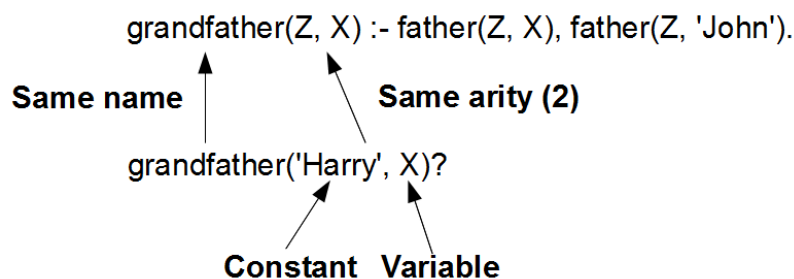 grandfather(Z, X) :- father(Z, X), father(Z, 'John').
Same name Same arity (2)
grandfather('Harry', X)?
Constant Variable